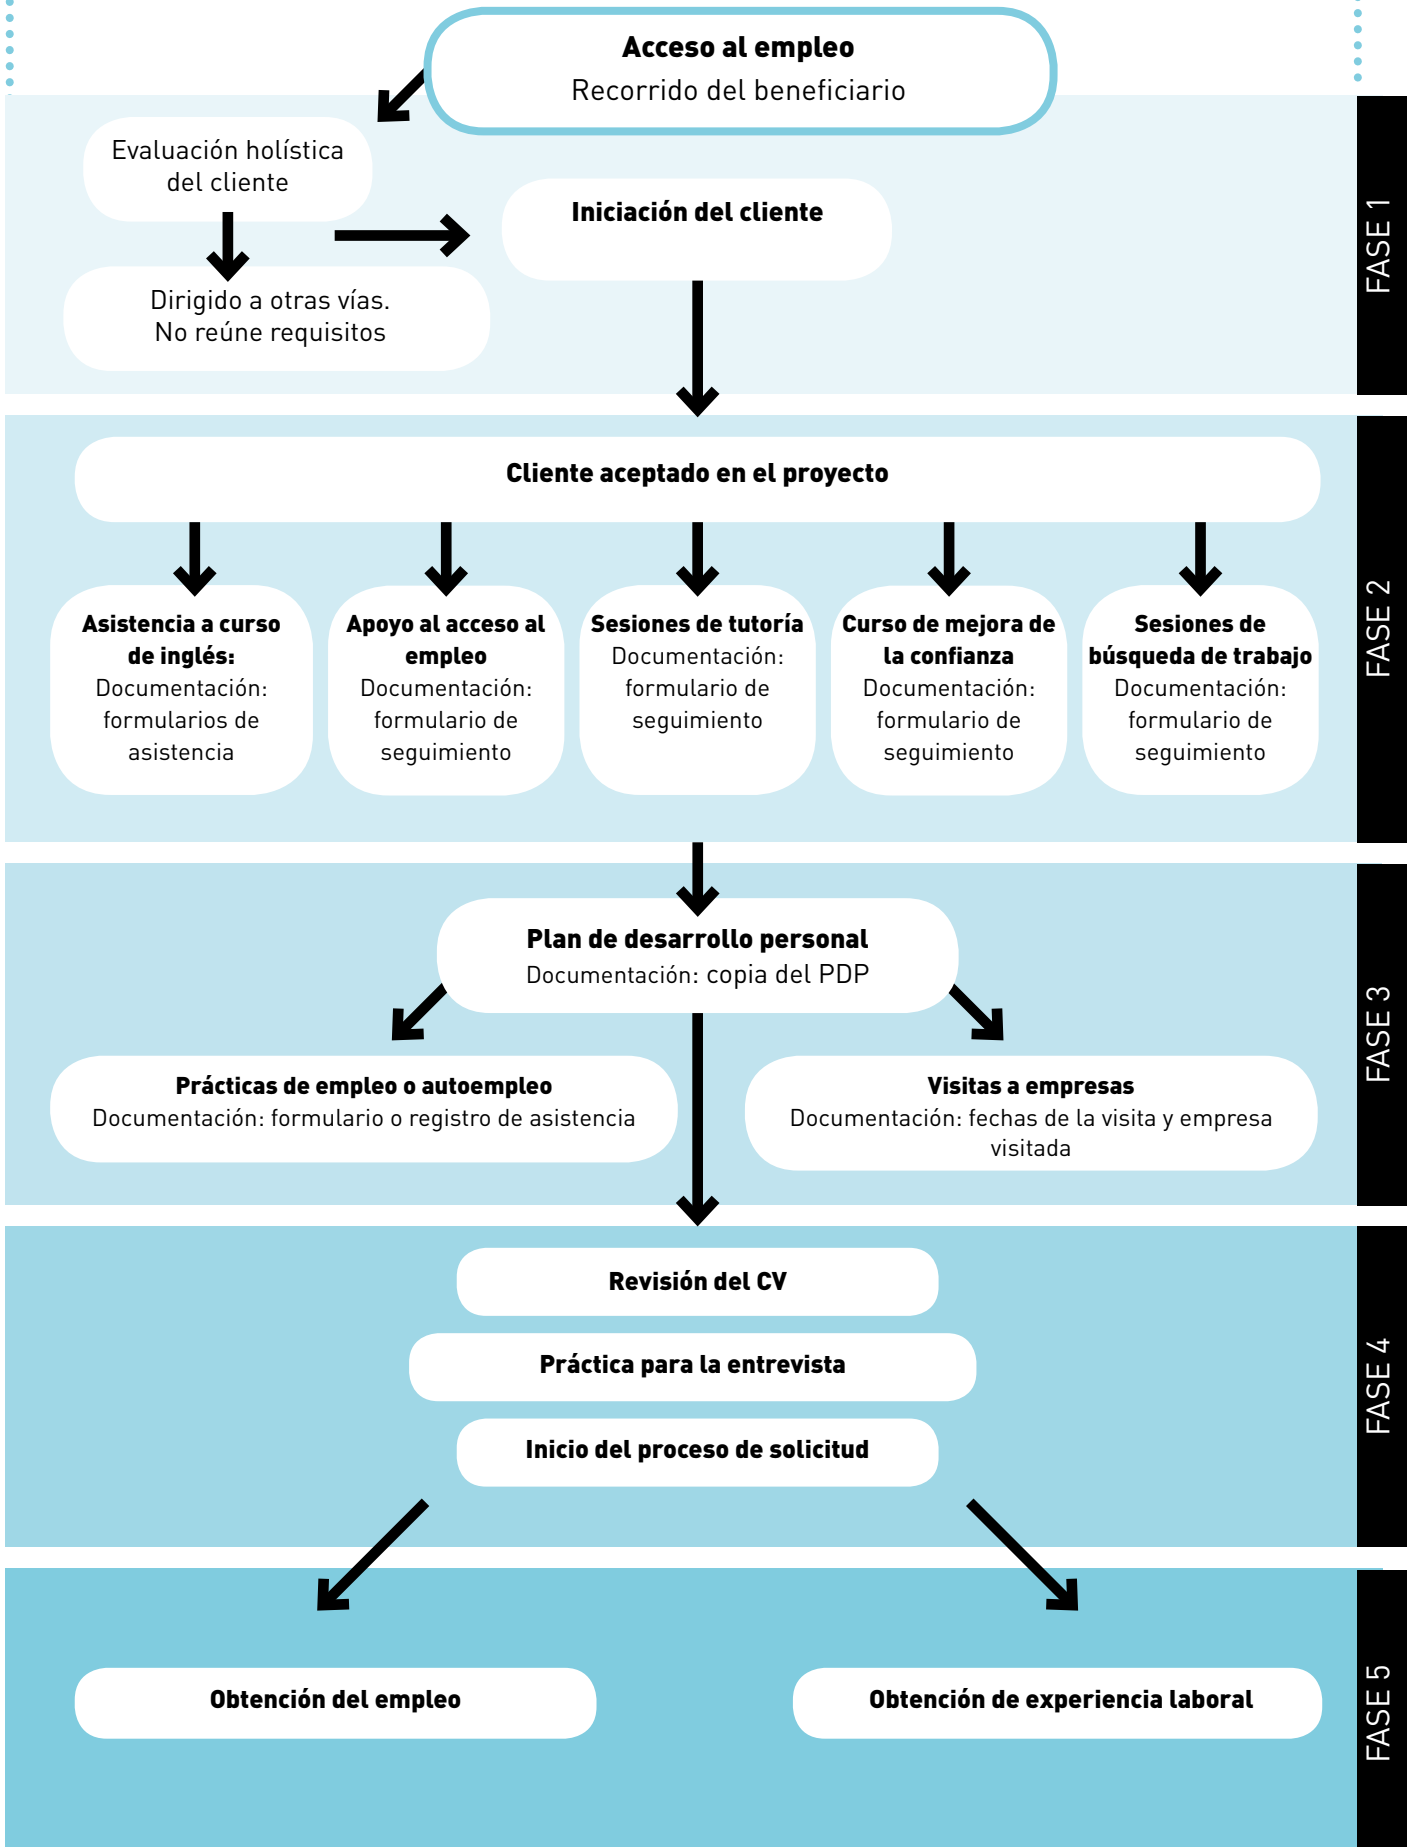 Acceso al empleo
Recorrido del beneficiario
Evaluación holística
del cliente
Iniciación del cliente
Dirigido a otras vías.
No reúne requisitos
FASE 1
Cliente aceptado en el proyecto
Asistencia a curso
de inglés:
Documentación:
formularios de
asistencia
Apoyo al acceso al
empleo
Documentación:
formulario de
seguimiento
Sesiones de tutoría
Documentación:
formulario de
seguimiento
Curso de mejora de
la confianza
Documentación:
formulario de
seguimiento
Sesiones de
búsqueda de trabajo
Documentación:
formulario de
seguimiento
FASE 2
Plan de desarrollo personal
Documentación: copia del PDP
Prácticas de empleo o autoempleo
Documentación: formulario o registro de asistencia
Visitas a empresas
Documentación: fechas de la visita y empresa
visitada
FASE 3
Revisión del CV
Práctica para la entrevista
Inicio del proceso de solicitud
FASE 4
Obtención del empleo
Obtención de experiencia laboral
FASE 5